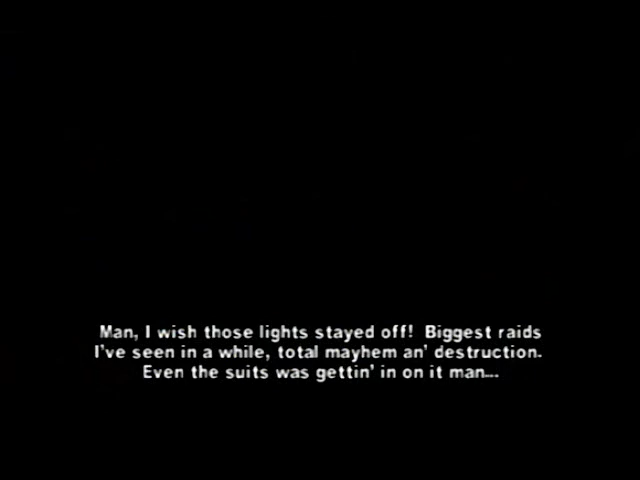 Man, I wish those lights stayed off!  Biggest raids
I've seen in a while, total mayhem an' destruction.
Even the suits was gettin' in on it man...